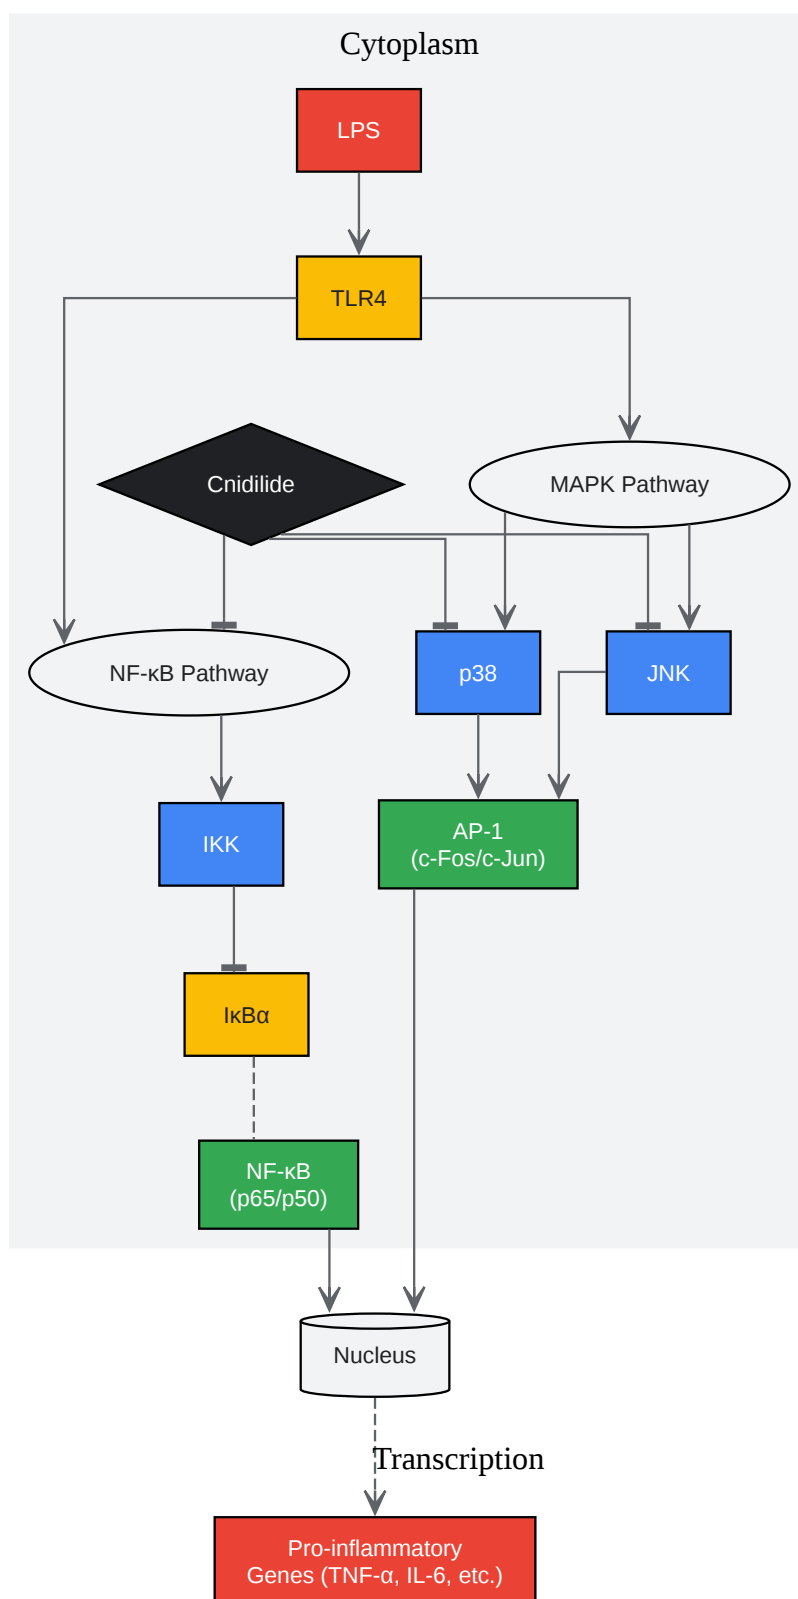 Cytoplasm
LPS
TLR4
Cnidilide
MAPK Pathway
NF-κB Pathway
p38
JNK
IKK
AP-1
(c-Fos/c-Jun)
IκBα
NF-κB
(p65/p50)
Nucleus
Transcription
Pro-inflammatory
Genes (TNF-α, IL-6, etc.)